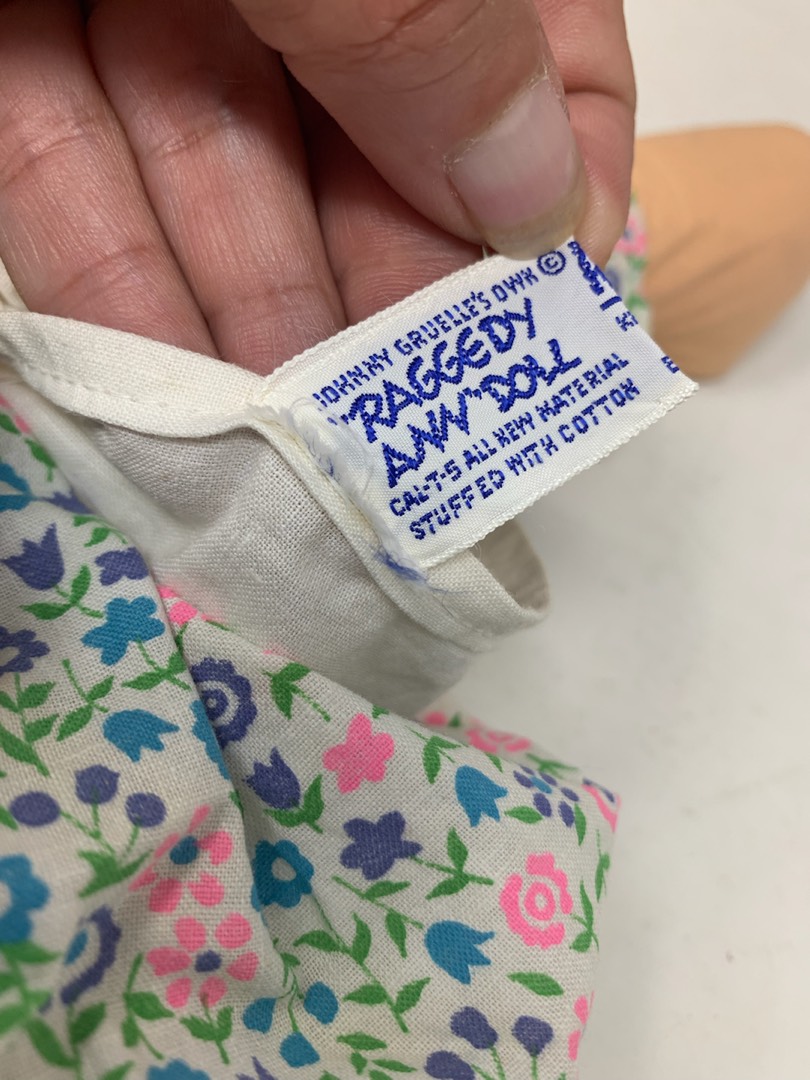 JOHNNY GRUELLE'S OWN ©
"RAGGEDY
ANN" DOLL
CAL-T-5 ALL NEW MATERIAL
STUFFED WITH COTTON